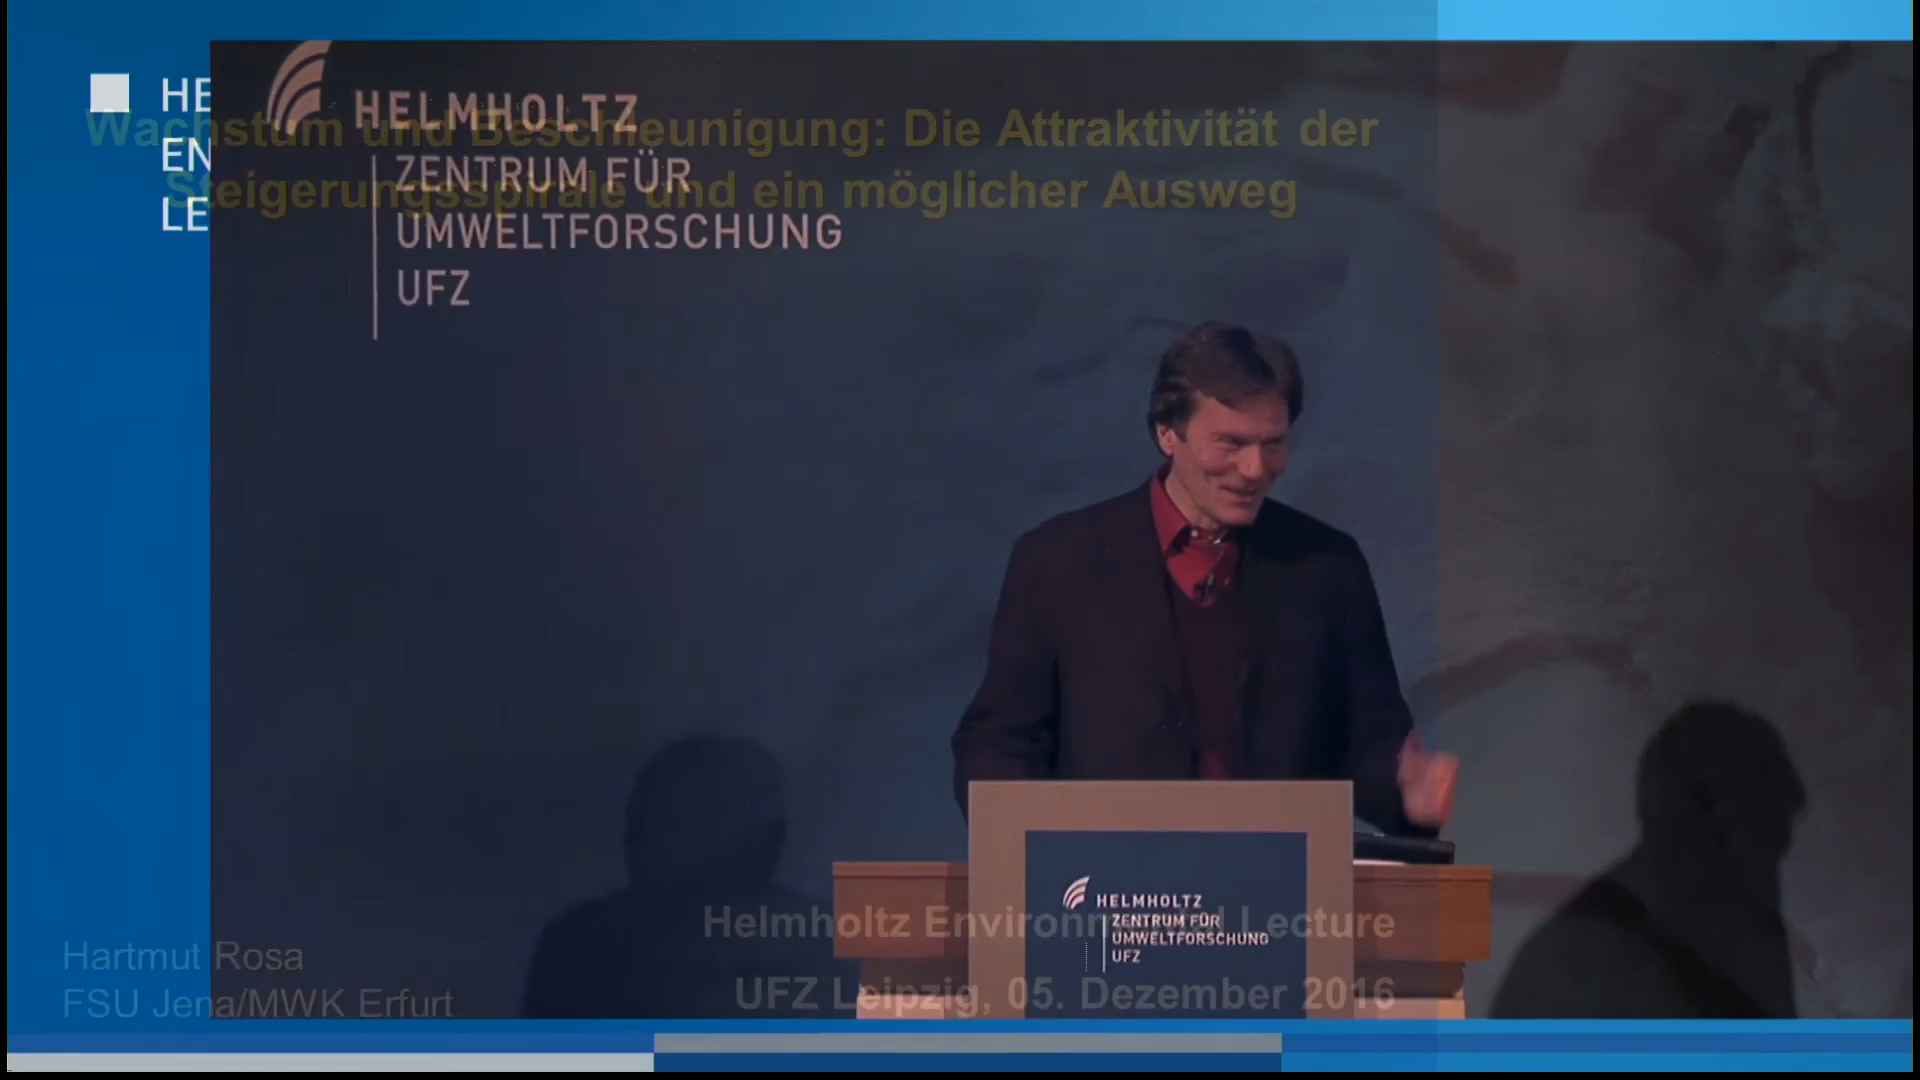 HE
EN
LE
HELMHOLTZ
ZENTRUM FÜR
UMWELTFORSCHUNG
UFZ
Wachstum und Beschleunigung: Die Attraktivität der
Steigerungsspirale und ein möglicher Ausweg
HELMHOLTZ
ZENTRUM FÜR
UMWELTFORSCHUNG
UFZ
Helmholtz Environmental Lecture
UFZ Leipzig, 05. Dezember 2016
Hartmut Rosa
FSU Jena/MWK Erfurt